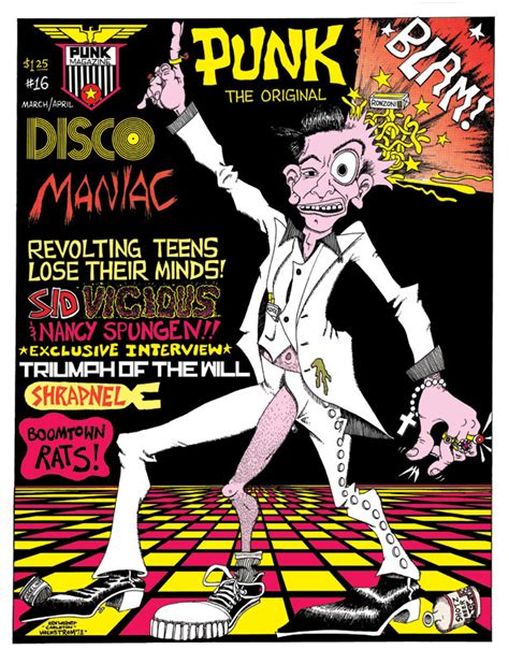 $1.25
#16
MARCH/APRIL
PUNK
MAGAZINE
PUNK
THE ORIGINAL
BLAM!
RONZONI
DISCO
MANIAC
REVOLTING TEENS
LOSE THEIR MINDS!
SID VICIOUS
& NANCY SPUNGEN!!
★EXCLUSIVE INTERVIEW★
TRIUMPH OF THE WILL
SHRAPNEL
BOOMTOWN
RATS!